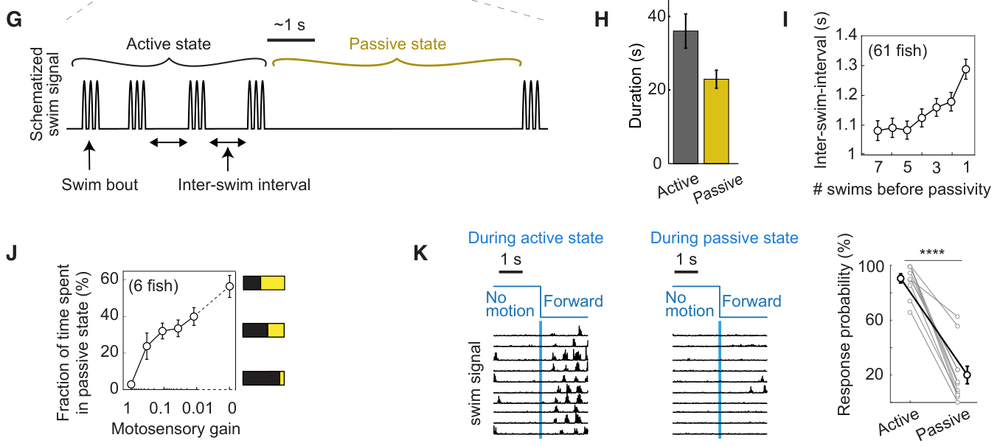 G
~1 s
Active state
Passive state
Schematized
swim signal
Swim bout
Inter-swim interval
H
Duration (s)
40
20
0
Active
Passive
I
Inter-swim-interval (s)
1.4
1.3
1.2
1.1
1
(61 fish)
7 5 3 1
# swims before passivity
J
Fraction of time spent
in passive state (%)
60
40
20
0
(6 fish)
1 0.1 0.01 0
Motosensory gain
K
During active state
1 s
No
motion
Forward
swim signal
During passive state
1 s
No
motion
Forward
Response probability (%)
100
60
20
****
Active
Passive